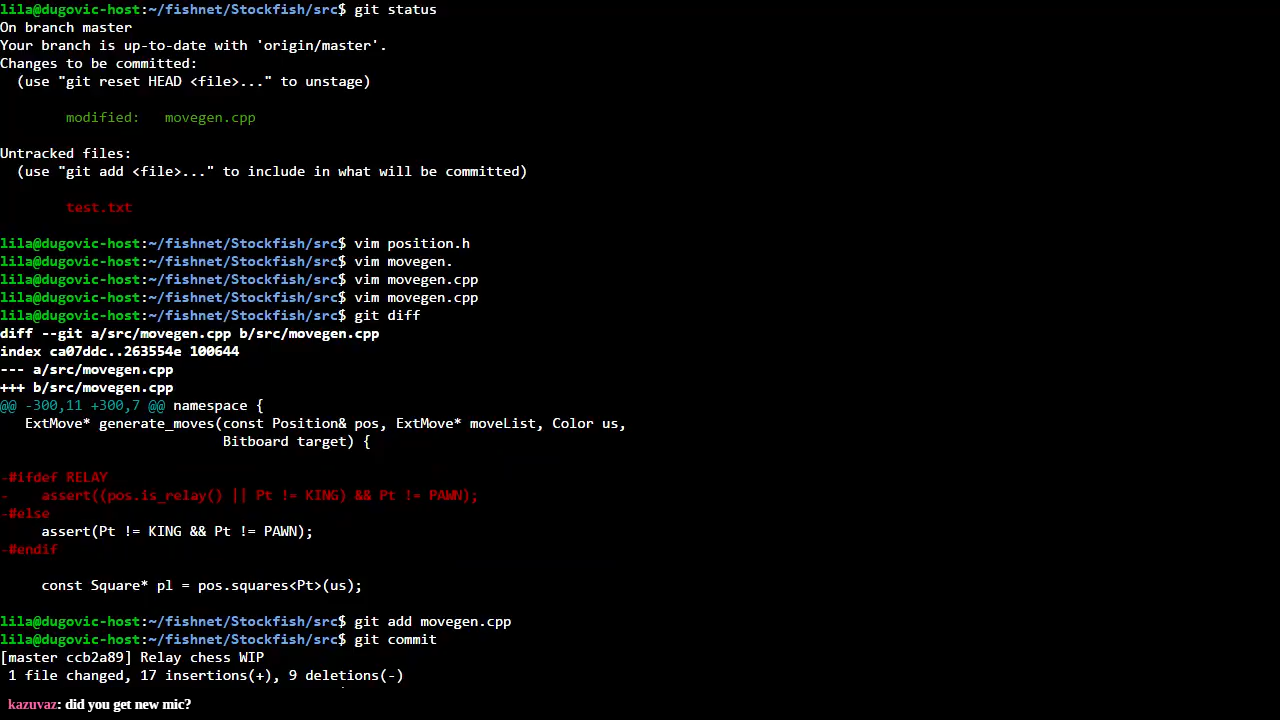 lila@dugovic-host:~/fishnet/Stockfish/src$ git status
On branch master
Your branch is up-to-date with 'origin/master'.
Changes to be committed:
  (use "git reset HEAD <file>..." to unstage)
        modified:   movegen.cpp
Untracked files:
  (use "git add <file>..." to include in what will be committed)
        test.txt
lila@dugovic-host:~/fishnet/Stockfish/src$ vim position.h
lila@dugovic-host:~/fishnet/Stockfish/src$ vim movegen.
lila@dugovic-host:~/fishnet/Stockfish/src$ vim movegen.cpp
lila@dugovic-host:~/fishnet/Stockfish/src$ vim movegen.cpp
lila@dugovic-host:~/fishnet/Stockfish/src$ git diff
diff --git a/src/movegen.cpp b/src/movegen.cpp
index ca07ddc..263554e 100644
--- a/src/movegen.cpp
+++ b/src/movegen.cpp
@@ -300,11 +300,7 @@ namespace {
   ExtMove* generate_moves(const Position& pos, ExtMove* moveList, Color us,
                           Bitboard target) {
-#ifdef RELAY
-    assert((pos.is_relay() || Pt != KING) && Pt != PAWN);
-#else
     assert(Pt != KING && Pt != PAWN);
-#endif
     const Square* pl = pos.squares<Pt>(us);
lila@dugovic-host:~/fishnet/Stockfish/src$ git add movegen.cpp
lila@dugovic-host:~/fishnet/Stockfish/src$ git commit
[master ccb2a89] Relay chess WIP
 1 file changed, 17 insertions(+), 9 deletions(-)
kazuvaz: did you get new mic?